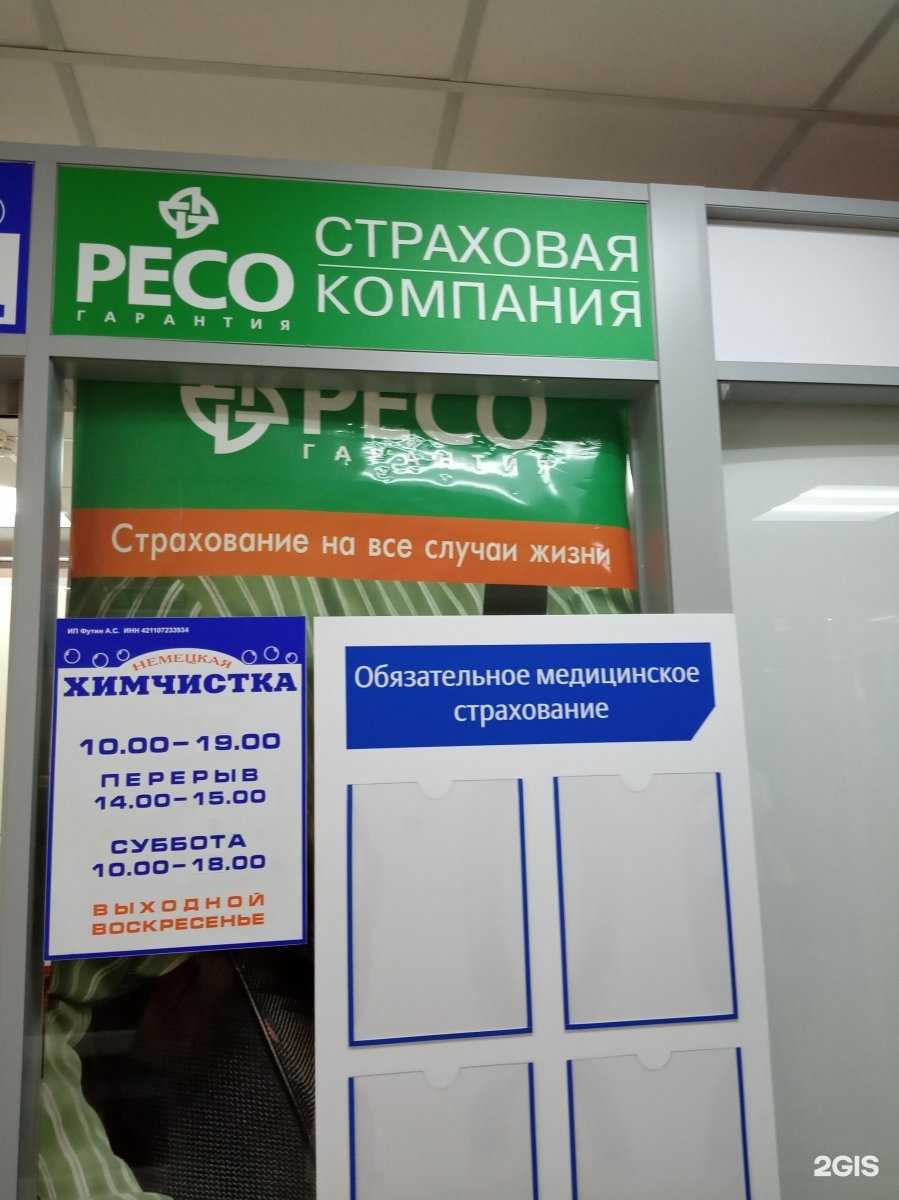 РЕСО
ГАРАНТИЯ
СТРАХОВАЯ
КОМПАНИЯ
РЕСО
ГАРАНТИЯ
Страхование на все случаи жизни
ИП Футин А.С. ИНН 421107233934
НЕМЕЦКАЯ
ХИМЧИСТКА
10.00-19.00
ПЕРЕРЫВ
14.00-15.00
СУББОТА
10.00-18.00
ВЫХОДНОЙ
ВОСКРЕСЕНЬЕ
Обязательное медицинское
страхование
2GIS